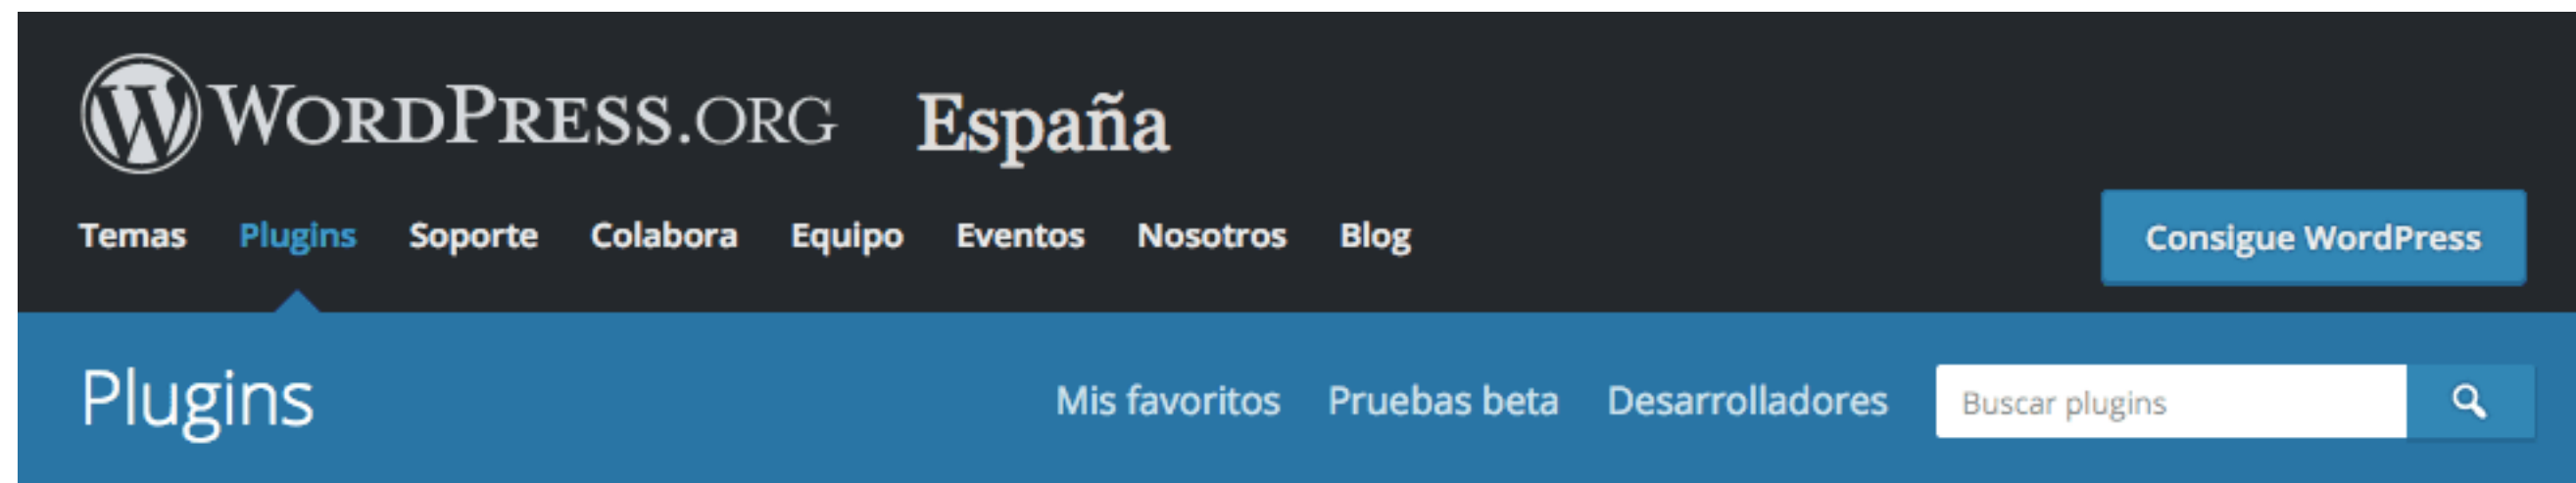 WORDPRESS.ORG España
Temas Plugins Soporte Colabora Equipo Eventos Nosotros Blog Consigue WordPress
Plugins Mis favoritos Pruebas beta Desarrolladores Buscar plugins